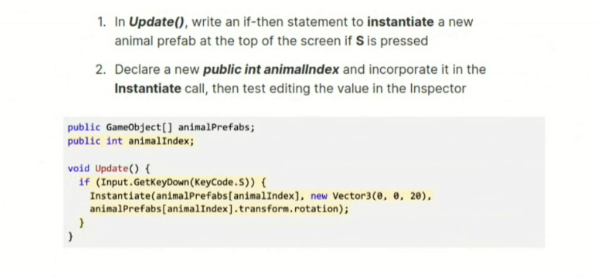 1. In Update(), write an if-then statement to instantiate a new
animal prefab at the top of the screen if S is pressed
2. Declare a new public int animalIndex and incorporate it in the
Instantiate call, then test editing the value in the Inspector
public GameObject[] animalPrefabs;
public int animalIndex;
void Update() {
if (Input.GetKeyDown(KeyCode.S)) {
Instantiate(animalPrefabs[animalIndex], new Vector3(0, 0, 20),
animalPrefabs[animalIndex].transform.rotation);
}
}